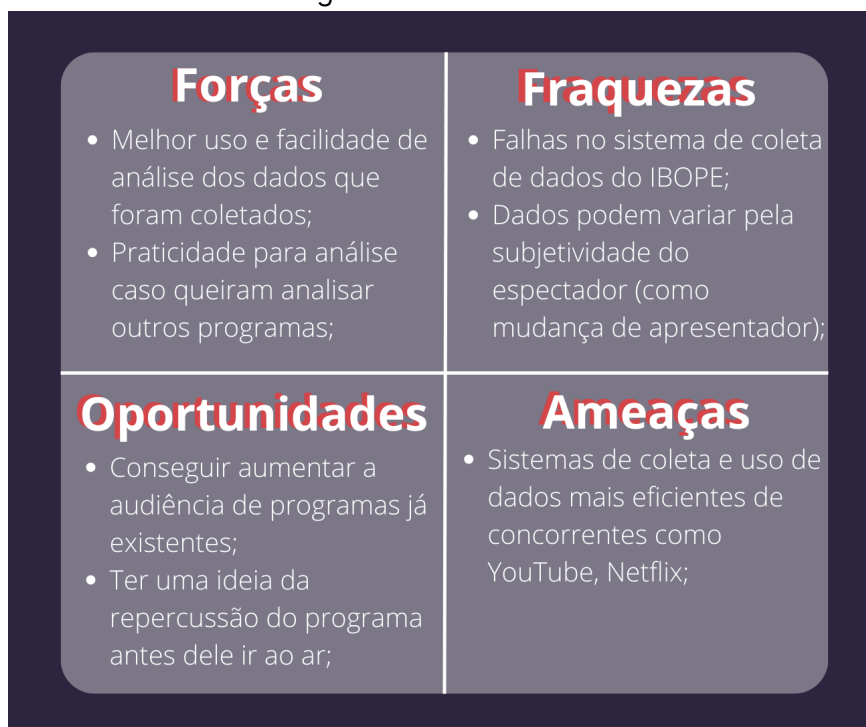 Forças
• Melhor uso e facilidade de
análise dos dados que
foram coletados;
• Praticidade para análise
caso queiram analisar
outros programas;
Fraquezas
• Falhas no sistema de coleta
de dados do IBOPE;
• Dados podem variar pela
subjetividade do
espectador (como
mudança de apresentador);
Oportunidades
• Conseguir aumentar a
audiência de programas já
existentes;
• Ter uma ideia da
repercussão do programa
antes dele ir ao ar;
Ameaças
• Sistemas de coleta e uso de
dados mais eficientes de
concorrentes como
YouTube, Netflix;